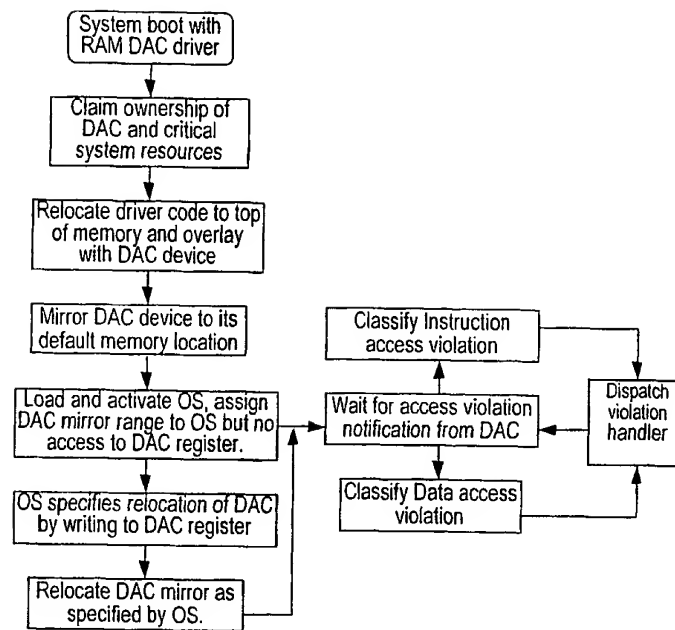 System boot with
RAM DAC driver
Claim ownership of
DAC and critical
system resources
Relocate driver code to top
of memory and overlay
with DAC device
Mirror DAC device to its
default memory location
Load and activate OS, assign
DAC mirror range to OS but no
access to DAC register.
OS specifies relocation of DAC
by writing to DAC register
Relocate DAC mirror as
specified by OS.
Classify Instruction
access violation
Wait for access violation
notification from DAC
Classify Data access
violation
Dispatch
violation
handler